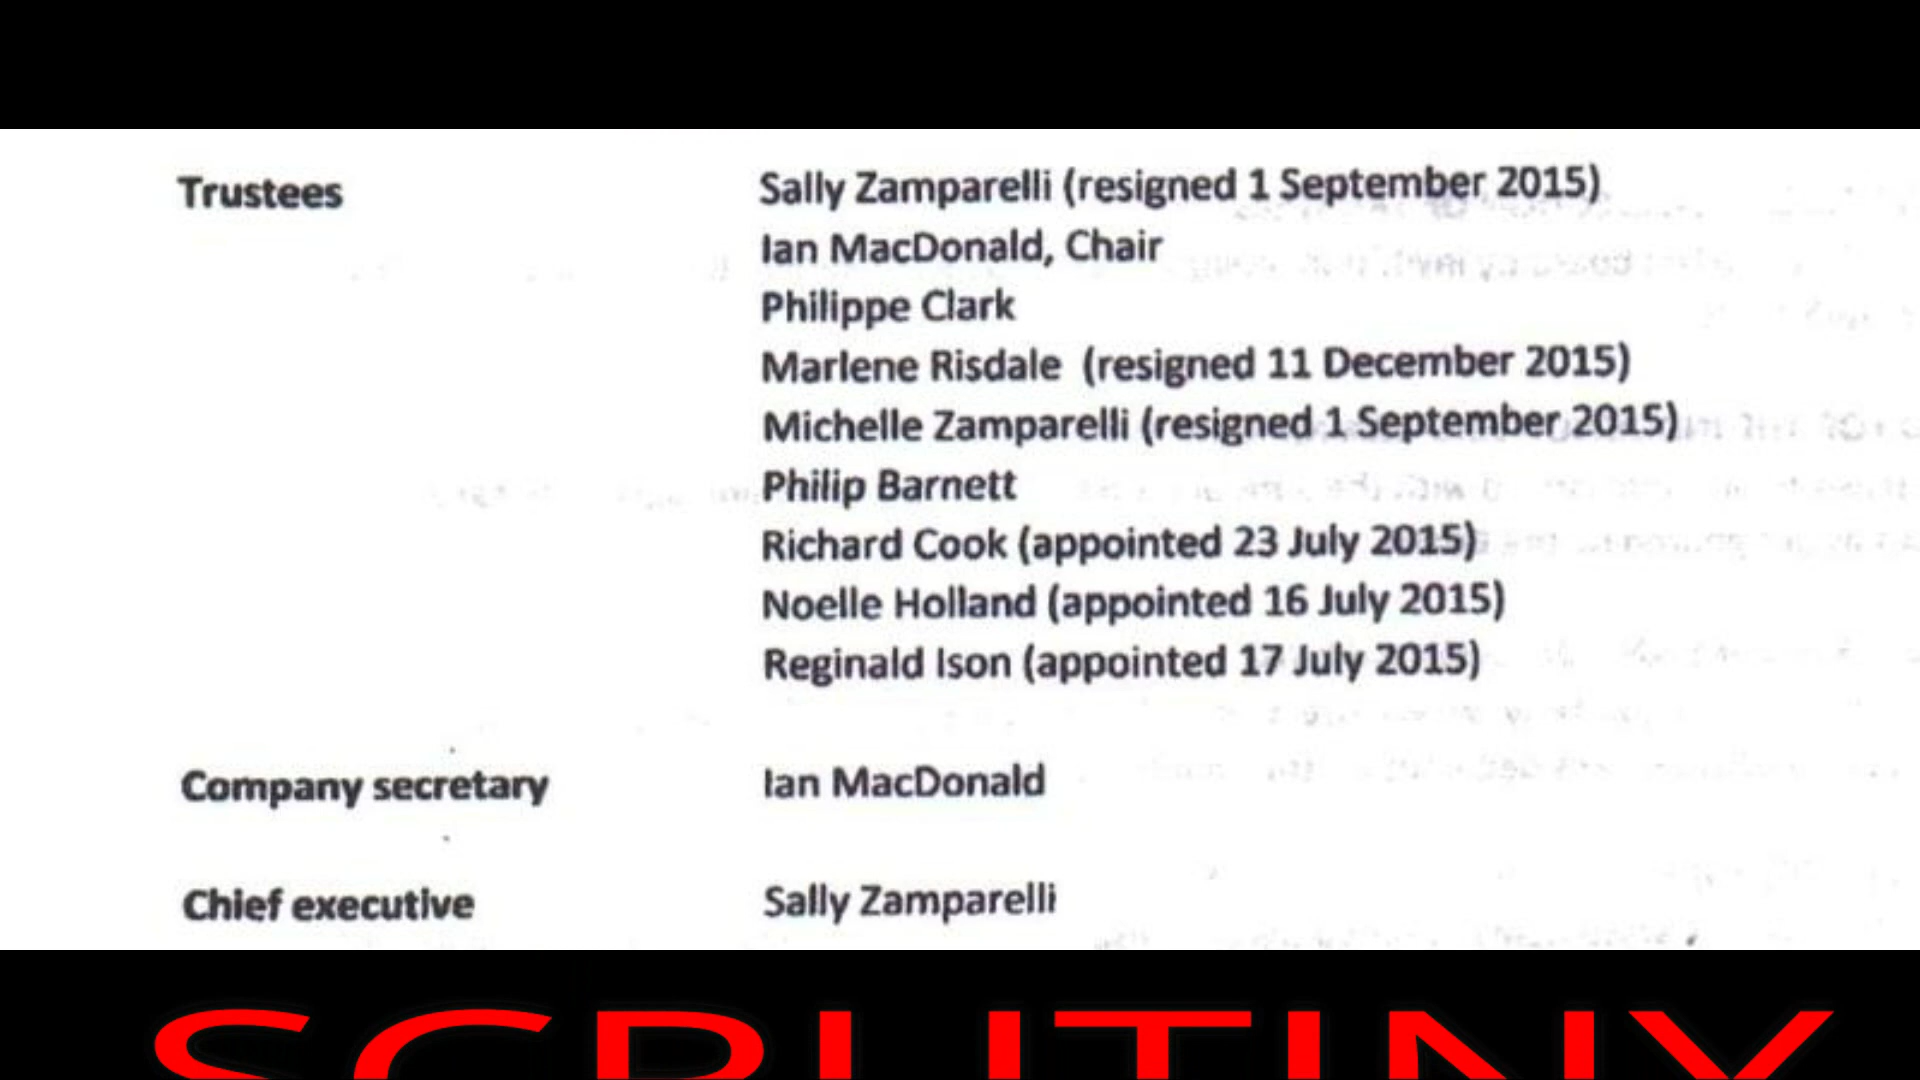 Trustees Sally Zamparelli (resigned 1 September 2015)
Ian MacDonald, Chair
Philippe Clark
Marlene Risdale (resigned 11 December 2015)
Michelle Zamparelli (resigned 1 September 2015)
Philip Barnett
Richard Cook (appointed 23 July 2015)
Noelle Holland (appointed 16 July 2015)
Reginald Ison (appointed 17 July 2015)
Company secretary Ian MacDonald
Chief executive Sally Zamparelli
SCRUTINY